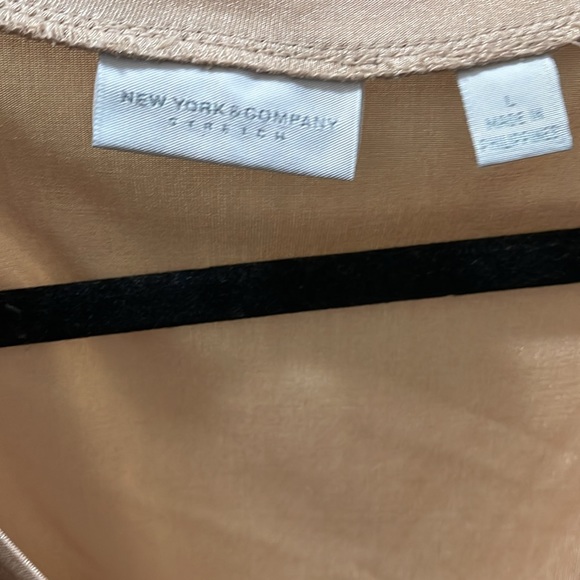 NEW YORK & COMPANY
STRETCH
L
MADE IN
PHILIPPINES